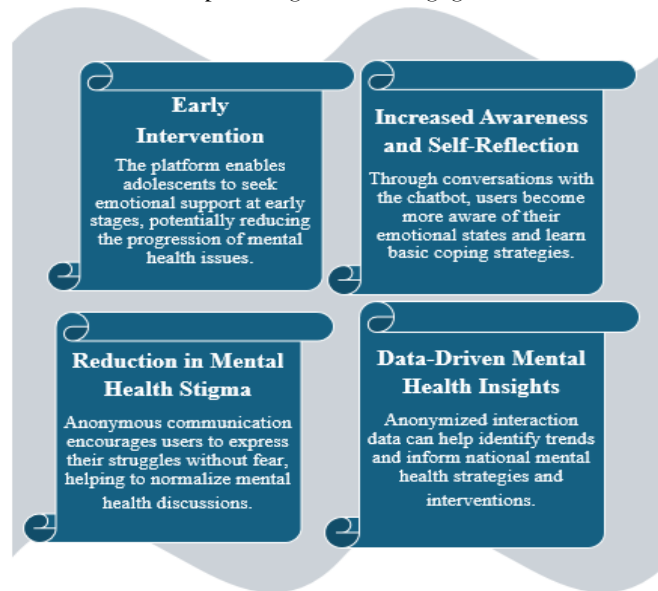 Early
Intervention
The platform enables
adolescents to seek
emotional support at early
stages, potentially reducing
the progression of mental
health issues.
Increased Awareness
and Self-Reflection
Through conversations with
the chatbot, users become
more aware of their
emotional states and learn
basic coping strategies.
Reduction in Mental
Health Stigma
Anonymous communication
encourages users to express
their struggles without fear,
helping to normalize mental
health discussions.
Data-Driven Mental
Health Insights
Anonymized interaction
data can help identify trends
and inform national mental
health strategies and
interventions.